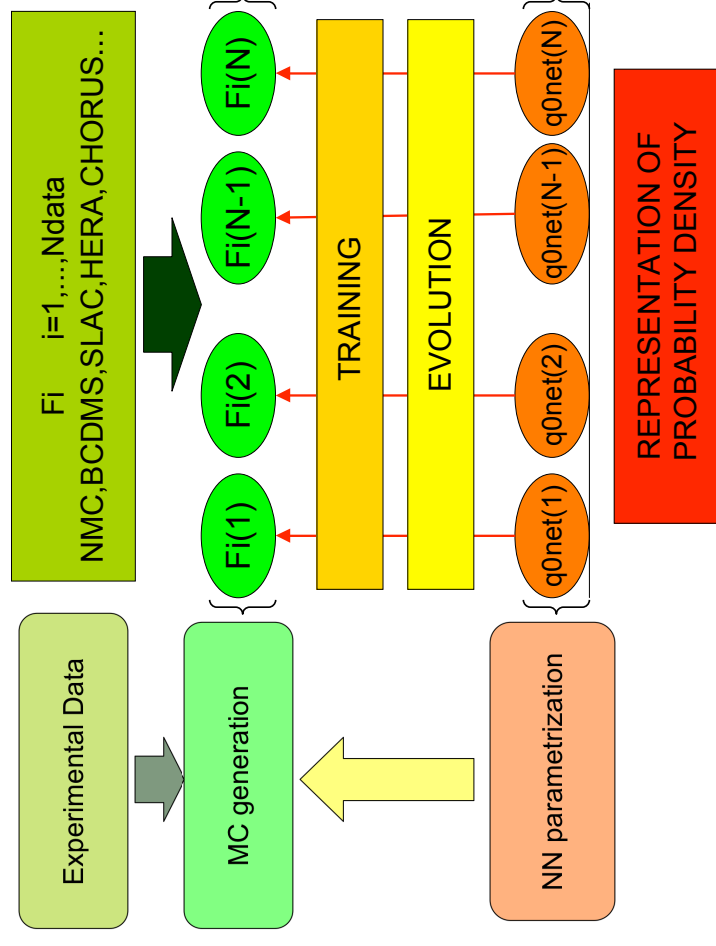 Experimental Data
Fi i=1,...,Ndata
NMC,BCDMS,SLAC,HERA,CHORUS...
MC generation
Fi(1)
Fi(2)
Fi(N-1)
Fi(N)
TRAINING
EVOLUTION
NN parametrization
q0net(1)
q0net(2)
q0net(N-1)
q0net(N)
REPRESENTATION OF
PROBABILITY DENSITY